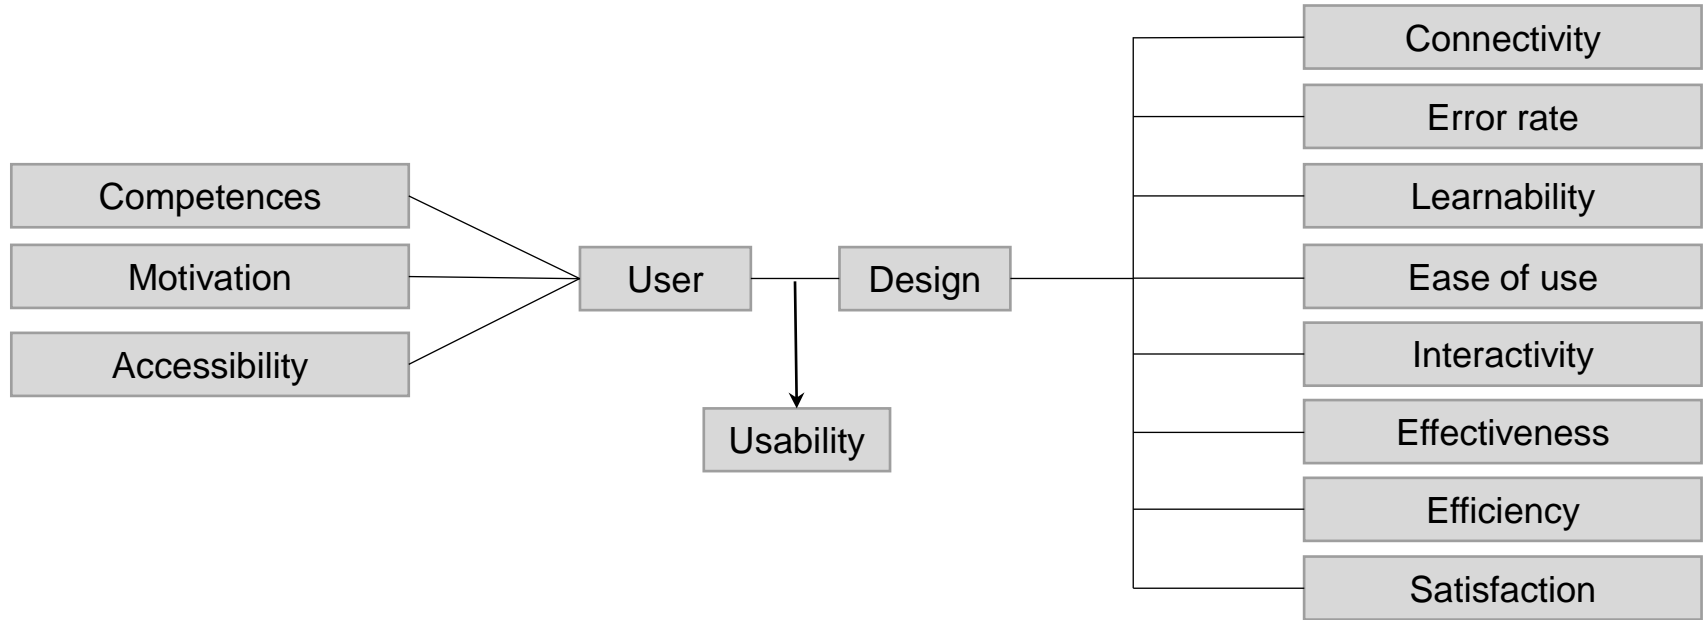 Competences
Motivation
Accessibility
User
Design
Usability
Connectivity
Error rate
Learnability
Ease of use
Interactivity
Effectiveness
Efficiency
Satisfaction